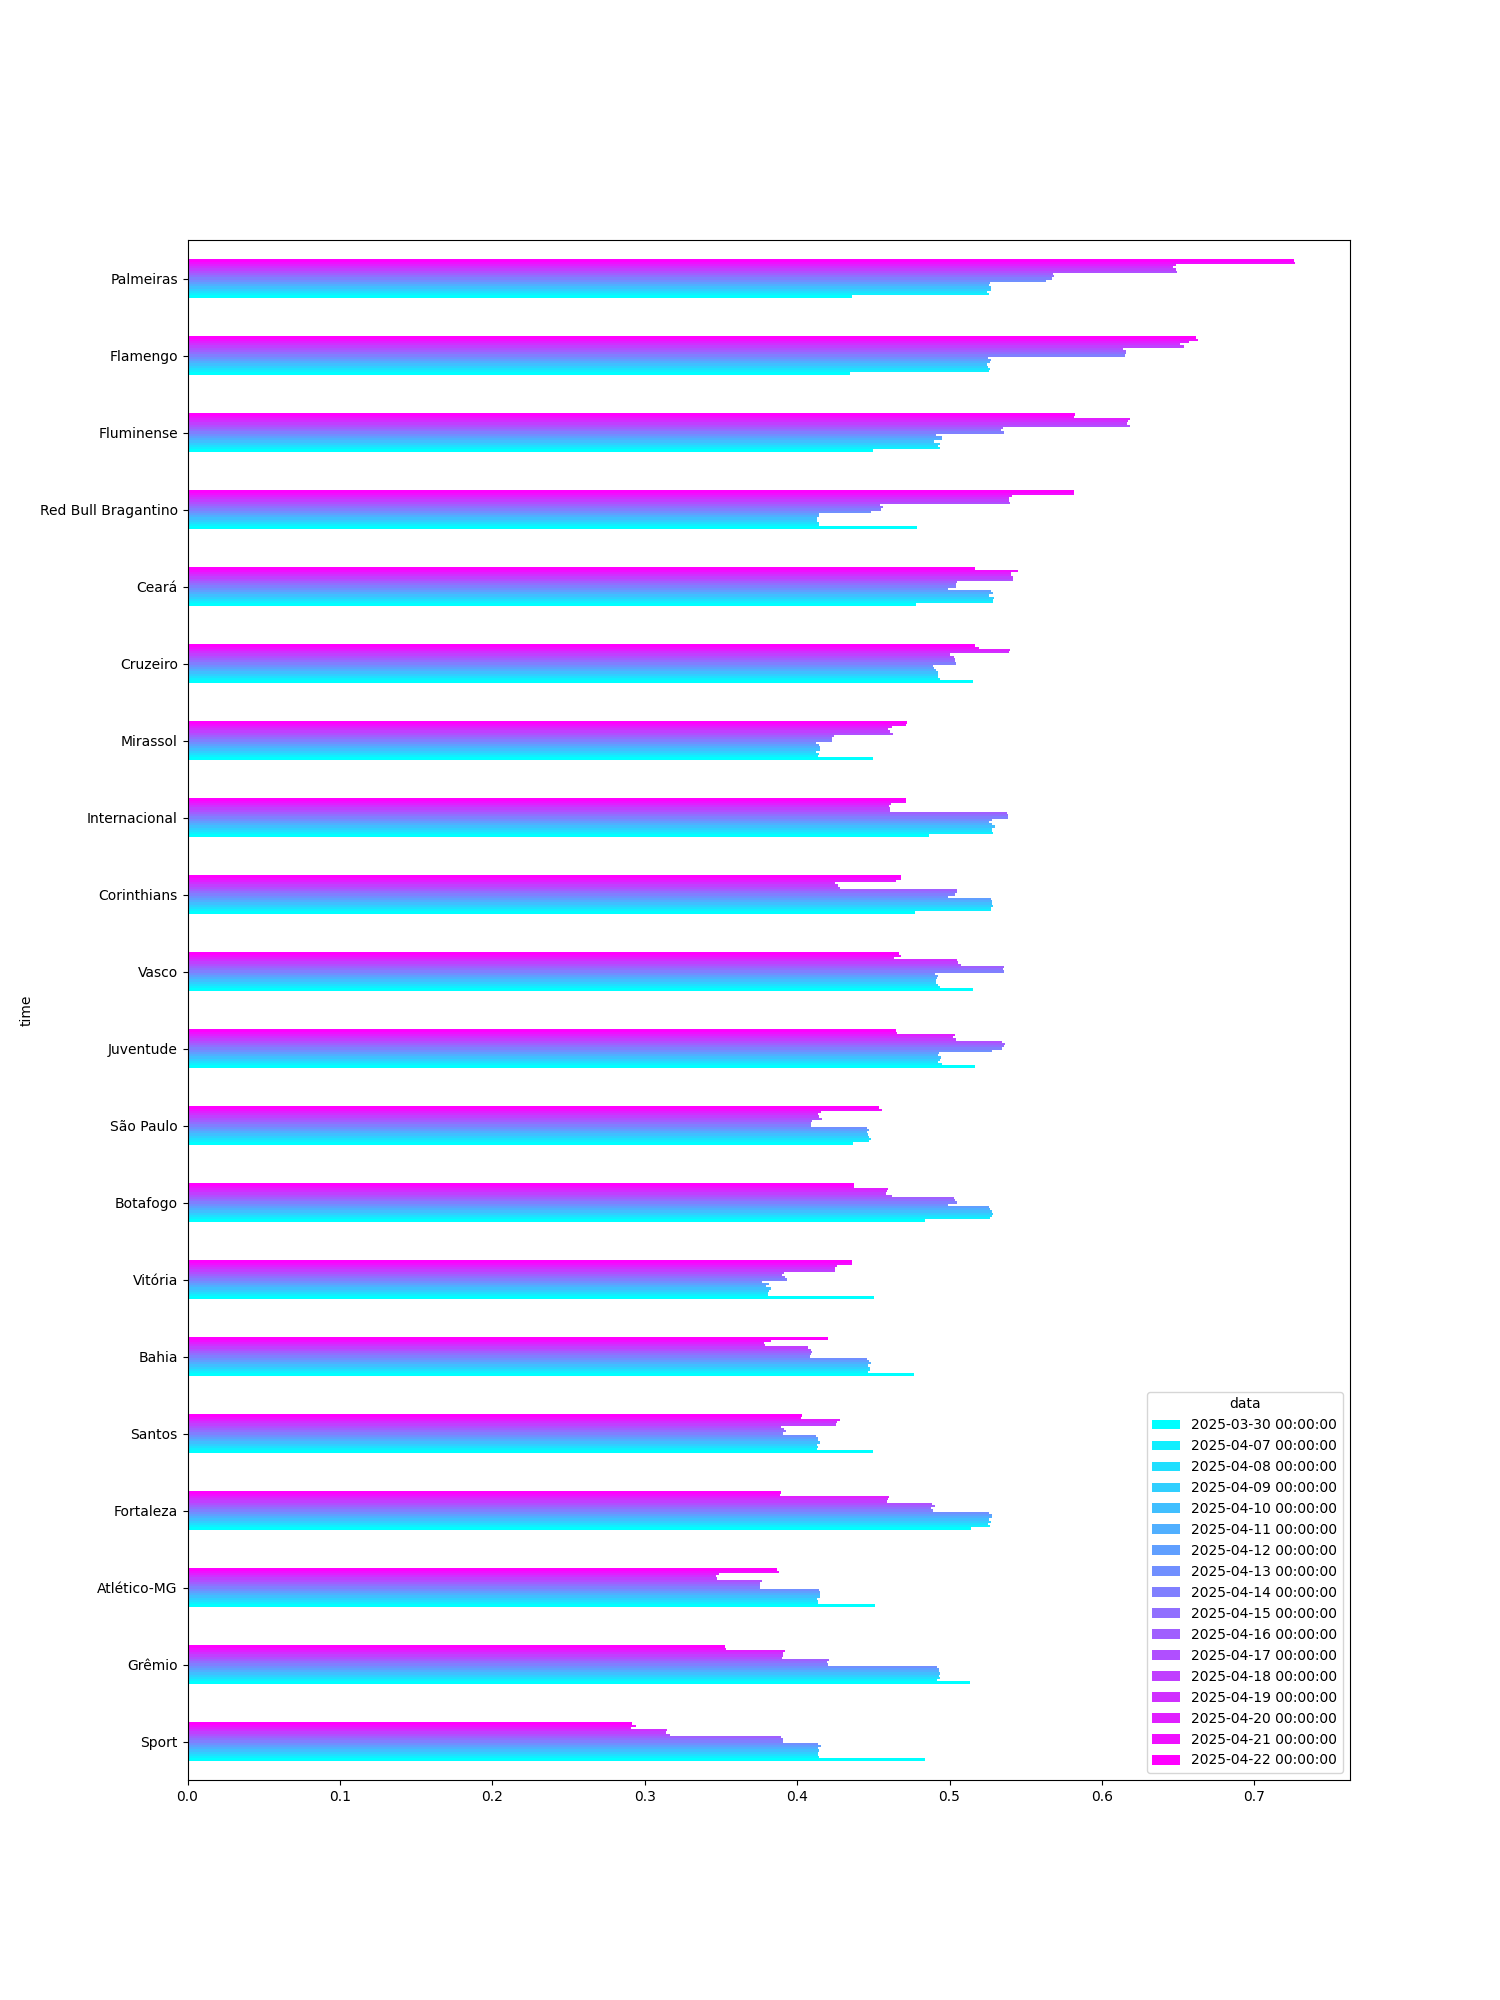 Palmeiras
Flamengo
Fluminense
Red Bull Bragantino
Ceará
Cruzeiro
Mirassol
Internacional
Corinthians
Vasco
time
Juventude
São Paulo
Botafogo
Vitória
Bahia
Santos
Fortaleza
Atlético-MG
Grêmio
Sport
data
2025-03-30 00:00:00
2025-04-07 00:00:00
2025-04-08 00:00:00
2025-04-09 00:00:00
2025-04-10 00:00:00
2025-04-11 00:00:00
2025-04-12 00:00:00
2025-04-13 00:00:00
2025-04-14 00:00:00
2025-04-15 00:00:00
2025-04-16 00:00:00
2025-04-17 00:00:00
2025-04-18 00:00:00
2025-04-19 00:00:00
2025-04-20 00:00:00
2025-04-21 00:00:00
2025-04-22 00:00:00
0.0 0.1 0.2 0.3 0.4 0.5 0.6 0.7